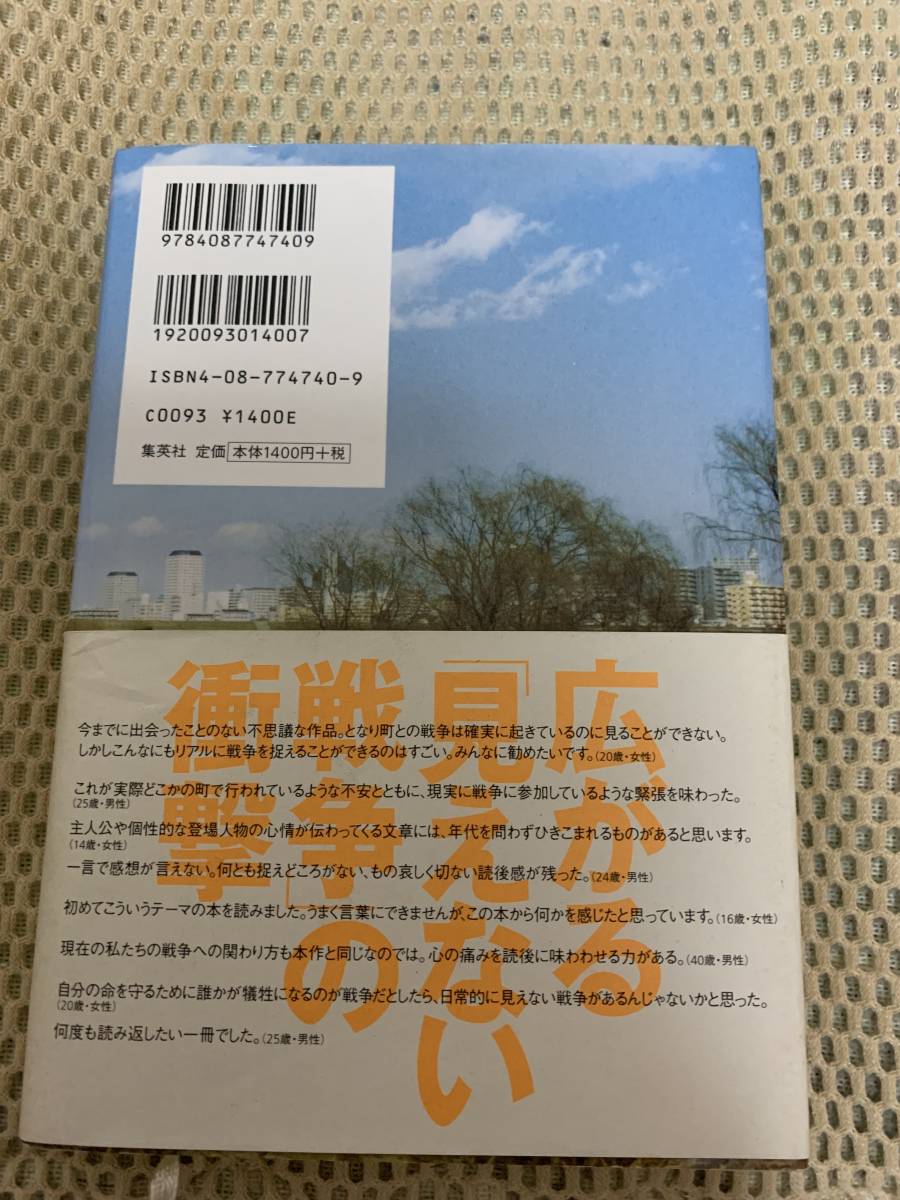 9784087747409
1920093014007
ISBN4-08-774740-9
C0093 ¥1400E
集英社 定価 本体1400円+税
広がる
「見えない
戦争」の
衝撃
今までに出会ったことのない不思議な作品。となり町との戦争は確実に起きているのに見ることができない。
しかしこんなにもリアルに戦争を捉えることができるのはすごい。みんなに勧めたいです。(20歳・女性)
これが実際どこかの町で行われているような不安とともに、現実に戦争に参加しているような緊張を味わった。
(25歳・男性)
主人公や個性的な登場人物の心情が伝わってくる文章には、年代を問わずひきこまれるものがあると思います。
(14歳・女性)
一言で感想が言えない。何とも捉えどころがない、もの哀しく切ない読後感が残った。(24歳・男性)
初めてこういうテーマの本を読みました。うまく言葉にできませんが、この本から何かを感じたと思っています。(16歳・女性)
現在の私たちの戦争への関わり方も本作と同じなのでは。心の痛みを読後に味わわせる力がある。(40歳・男性)
自分の命を守るために誰かが犠牲になるのが戦争だとしたら、日常的に見えない戦争があるんじゃないかと思った。
(20歳・女性)
何度も読み返したい一冊でした。(25歳・男性)